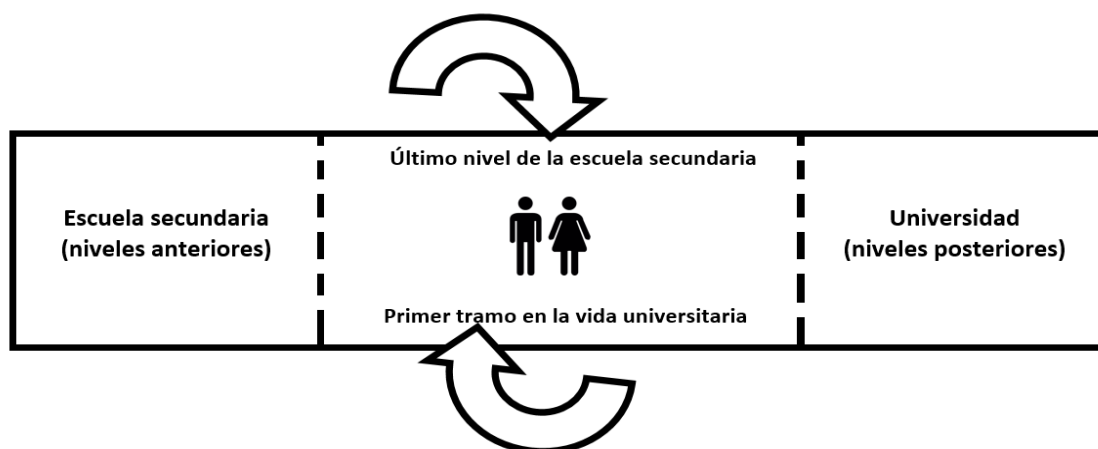 Último nivel de la escuela secundaria
Escuela secundaria
(niveles anteriores)
Universidad
(niveles posteriores)
Primer tramo en la vida universitaria